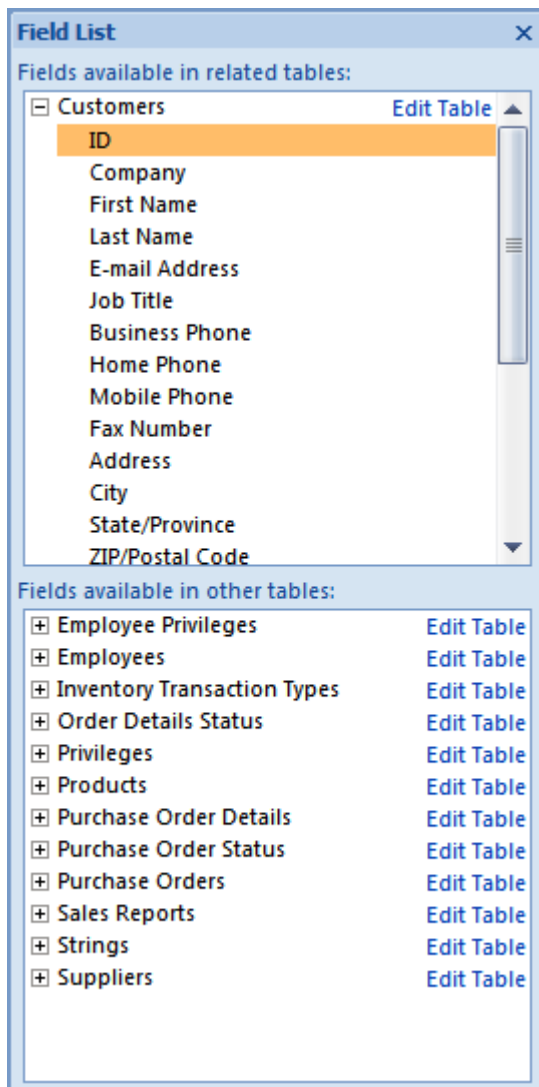 Field List
Fields available in related tables:
Customers Edit Table
ID
Company
First Name
Last Name
E-mail Address
Job Title
Business Phone
Home Phone
Mobile Phone
Fax Number
Address
City
State/Province
ZIP/Postal Code
Fields available in other tables:
Employee Privileges Edit Table
Employees Edit Table
Inventory Transaction Types Edit Table
Order Details Status Edit Table
Privileges Edit Table
Products Edit Table
Purchase Order Details Edit Table
Purchase Order Status Edit Table
Purchase Orders Edit Table
Sales Reports Edit Table
Strings Edit Table
Suppliers Edit Table